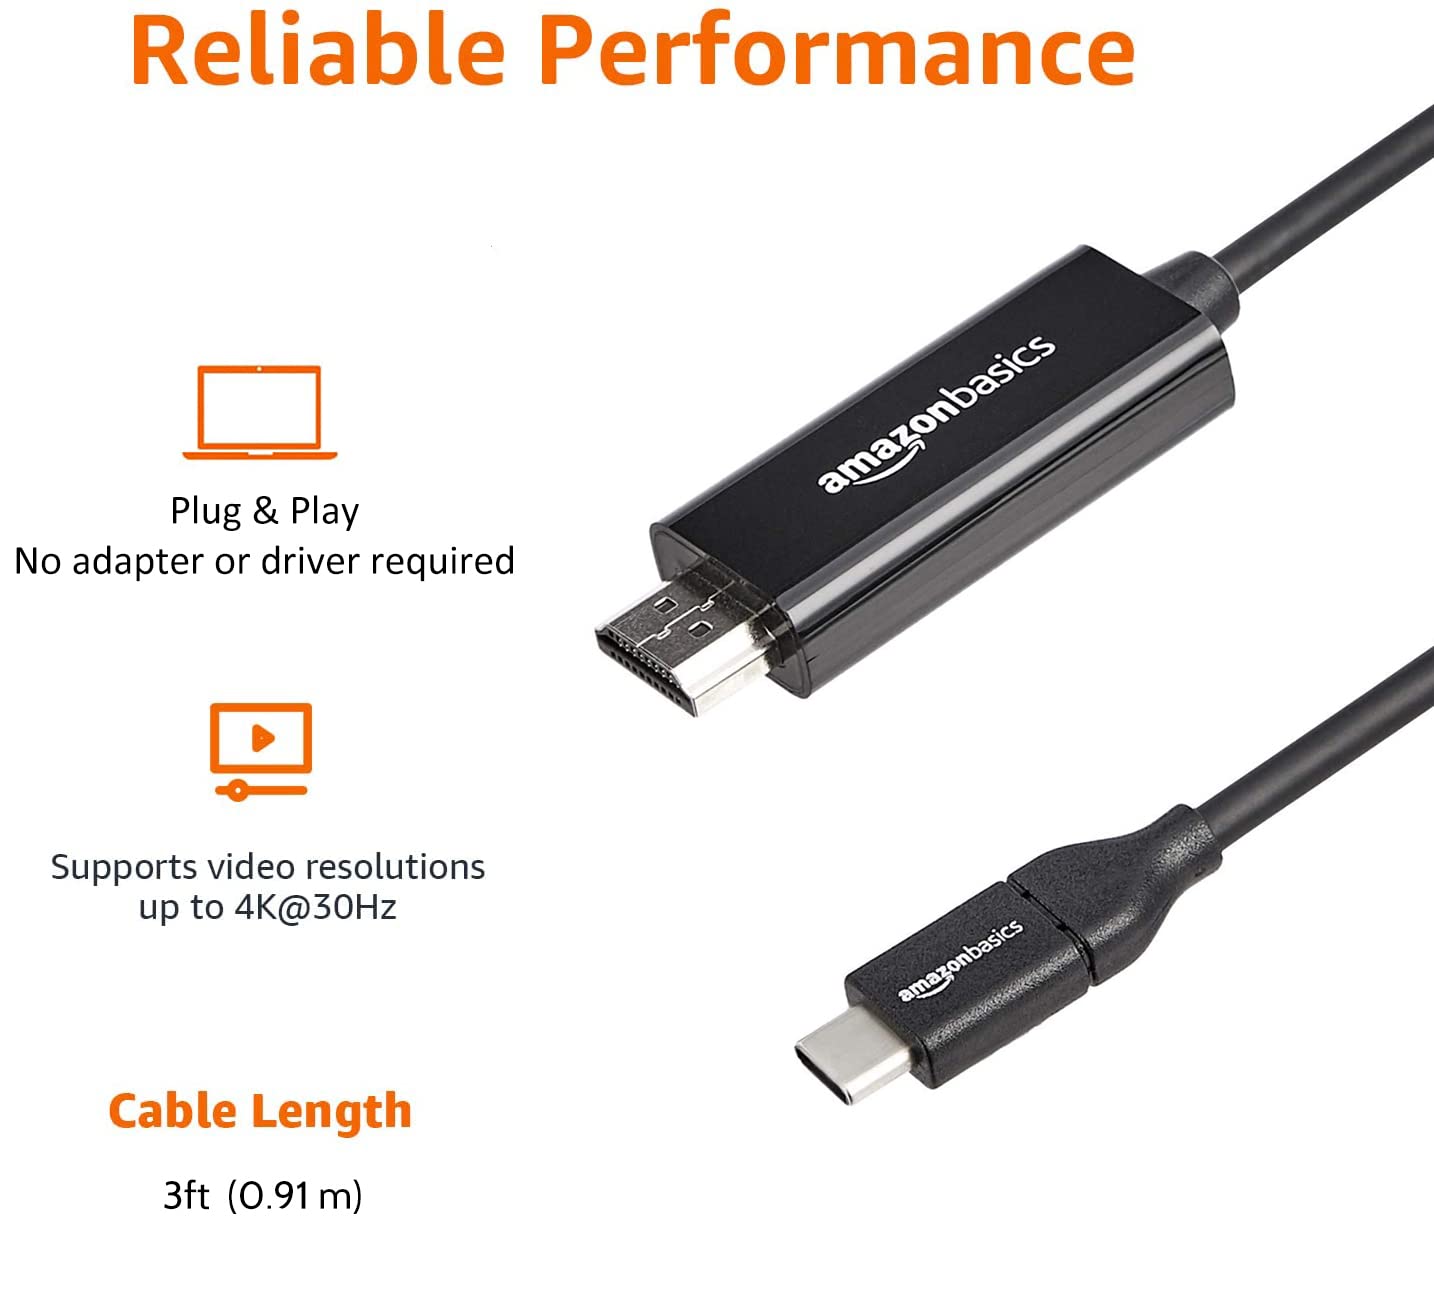 Reliable Performance
amazonbasics
Plug & Play
No adapter or driver required
Supports video resolutions
up to 4K@30Hz
amazonbasics
Cable Length
3ft (0.91 m)